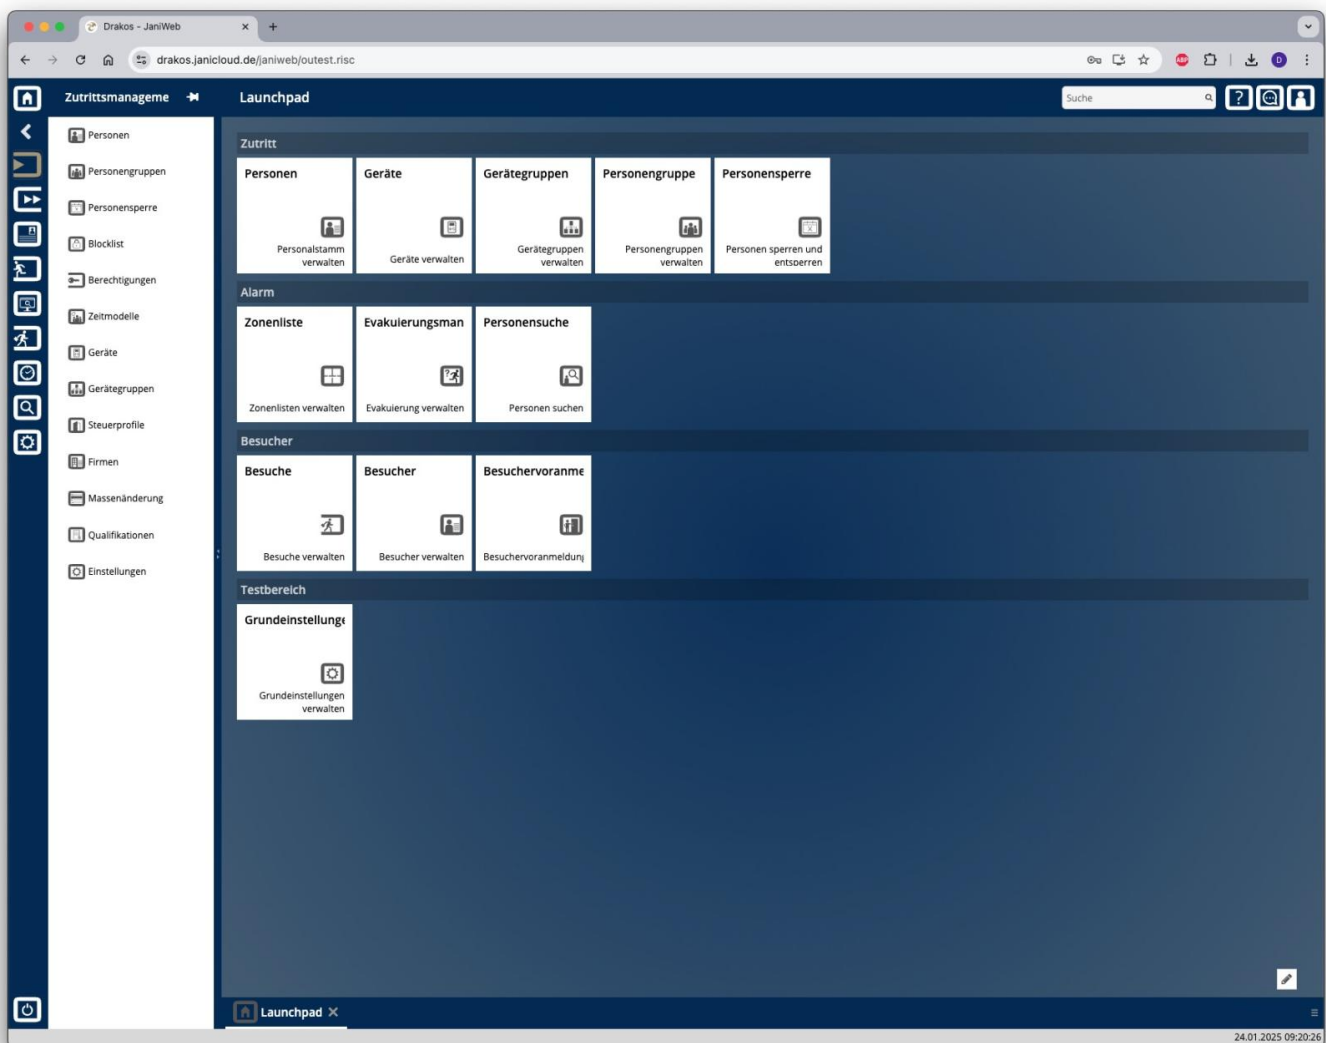 Drakos - JaniWeb
drakos.janicloud.de/janiweb/outest.risc
ABP
D
Zutrittsmanageme
Launchpad
Suche
Personen
Personengruppen
Personensperre
Blocklist
Berechtigungen
Zeitmodelle
Geräte
Gerätegruppen
Steuerprofile
Firmen
Massenänderung
Qualifikationen
Einstellungen
Zutritt
Personen
Personalstamm
verwalten
Geräte
Geräte verwalten
Gerätegruppen
Gerätegruppen
verwalten
Personengruppe
Personengruppen
verwalten
Personensperre
Personen sperren und
entsperren
Alarm
Zonenliste
Zonenlisten verwalten
Evakuierungsman
Evakuierung verwalten
Personensuche
Personen suchen
Besucher
Besuche
Besuche verwalten
Besucher
Besucher verwalten
Besuchervoranme
Besuchervoranmeldung
Testbereich
Grundeinstellunge
Grundeinstellungen
verwalten
Launchpad
24.01.2025 09:20:26